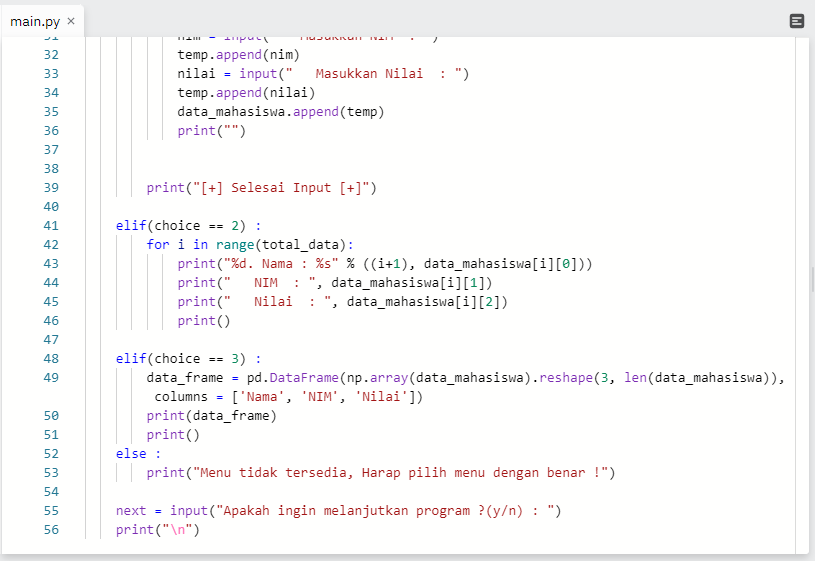 main.py ×
31 nim = input("   Masukkan NIM  : ")
32 temp.append(nim)
33 nilai = input("   Masukkan Nilai  : ")
34 temp.append(nilai)
35 data_mahasiswa.append(temp)
36 print("")
37
38
39 print("[+] Selesai Input [+]")
40
41 elif(choice == 2) :
42 for i in range(total_data):
43 print("%d. Nama : %s" % ((i+1), data_mahasiswa[i][0]))
44 print("   NIM  : ", data_mahasiswa[i][1])
45 print("   Nilai  : ", data_mahasiswa[i][2])
46 print()
47
48 elif(choice == 3) :
49 data_frame = pd.DataFrame(np.array(data_mahasiswa).reshape(3, len(data_mahasiswa)),
columns = ['Nama', 'NIM', 'Nilai'])
50 print(data_frame)
51 print()
52 else :
53 print("Menu tidak tersedia, Harap pilih menu dengan benar !")
54
55 next = input("Apakah ingin melanjutkan program ?(y/n) : ")
56 print("\n")